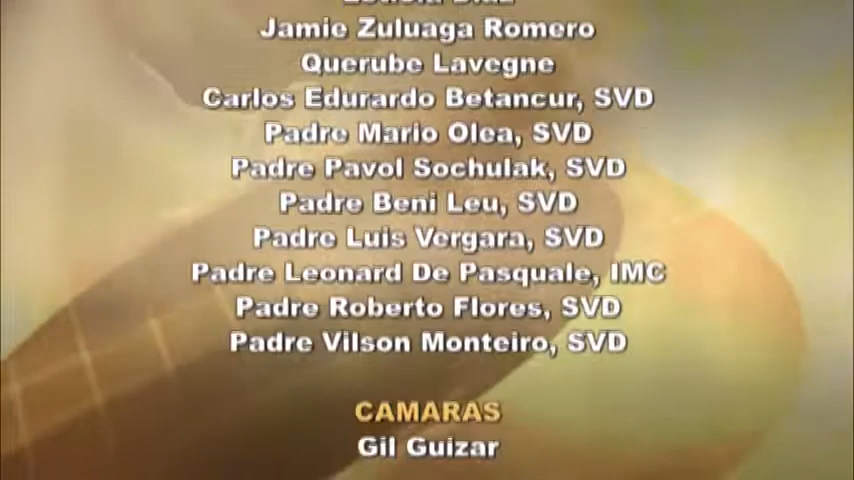 Jamie Zuluaga Romero
Querube Lavegne
Carlos Edurardo Betancur, SVD
Padre Mario Olea, SVD
Padre Pavol Sochulak, SVD
Padre Beni Leu, SVD
Padre Luis Vergara, SVD
Padre Leonard De Pasquale, IMC
Padre Roberto Flores, SVD
Padre Vilson Monteiro, SVD
CAMARAS
Gil Guizar